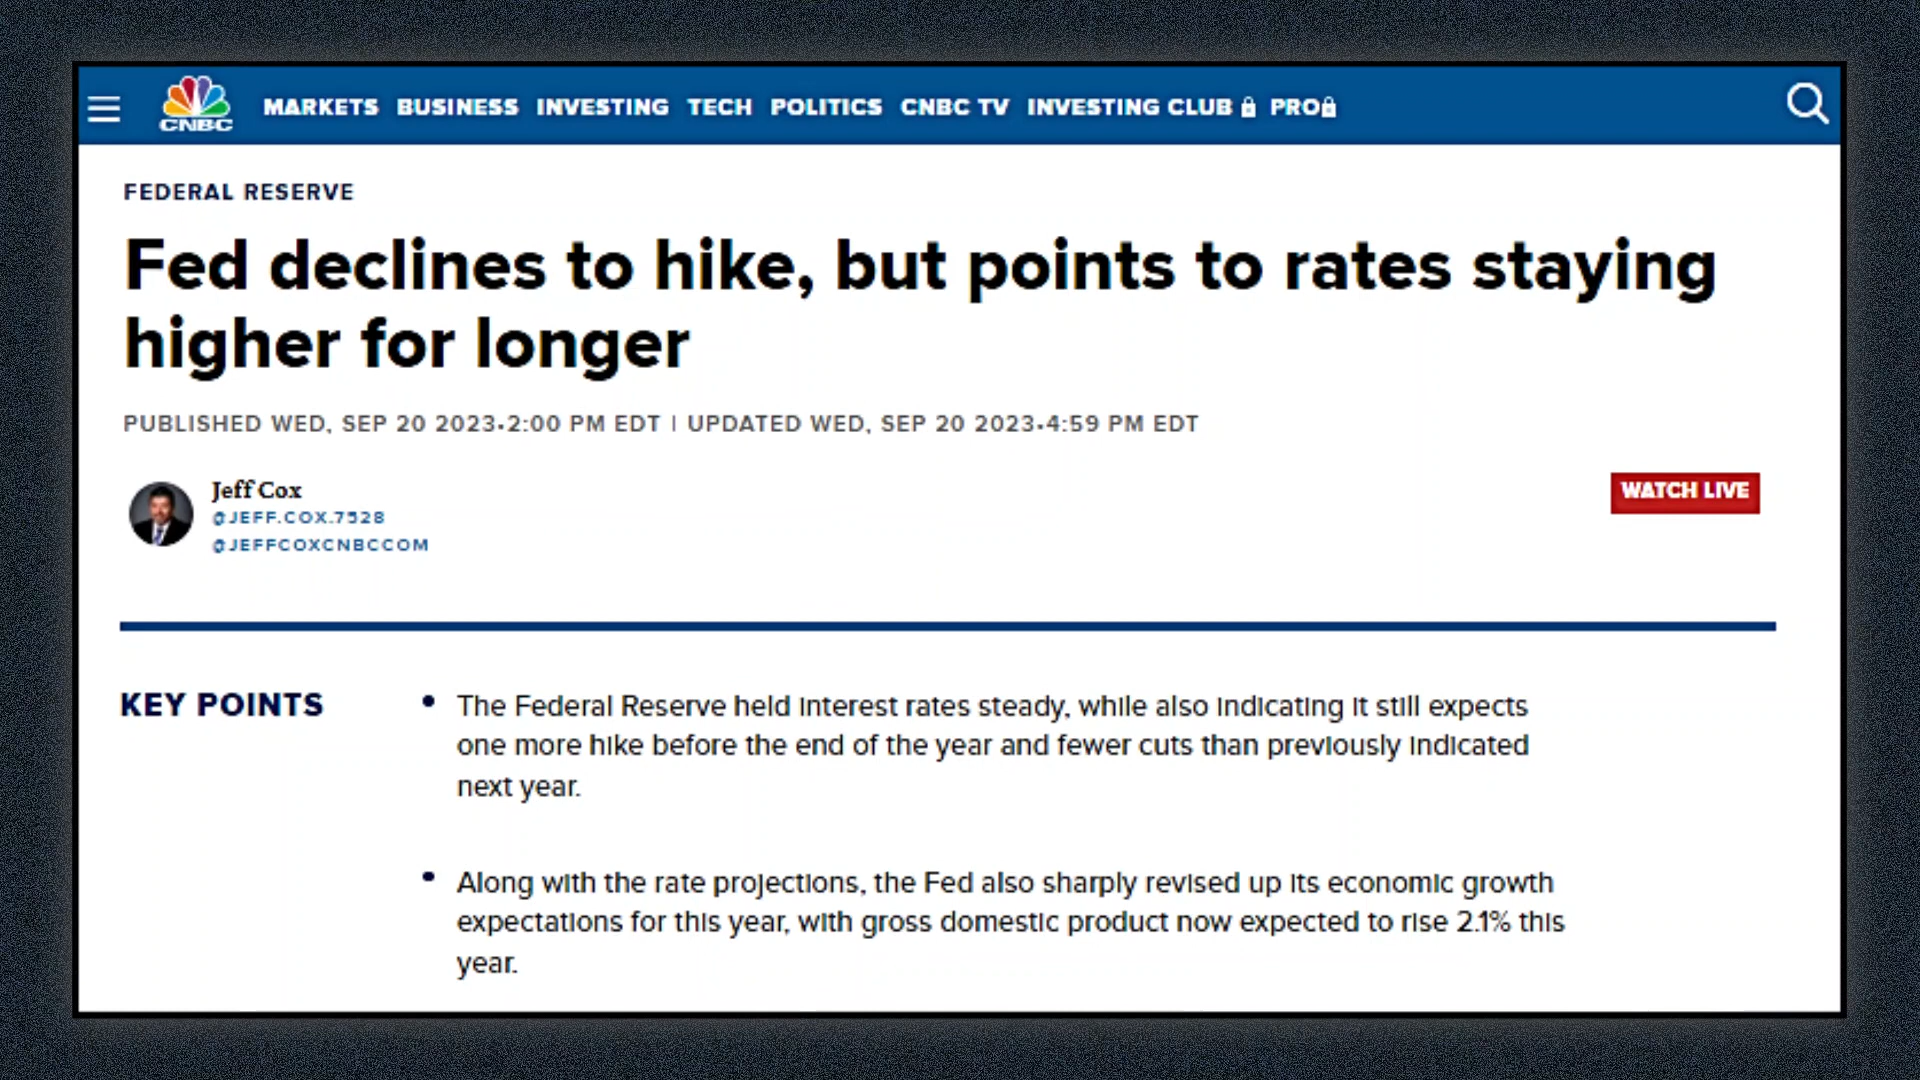 MARKETS BUSINESS INVESTING TECH POLITICS CNBC TV INVESTING CLUB PRO
CNBC
FEDERAL RESERVE
Fed declines to hike, but points to rates staying
higher for longer
PUBLISHED WED, SEP 20 2023•2:00 PM EDT | UPDATED WED, SEP 20 2023•4:59 PM EDT
Jeff Cox
@JEFF.COX.7528
@JEFFCOXCNBCCOM
WATCH LIVE
KEY POINTS
• The Federal Reserve held interest rates steady, while also indicating it still expects
one more hike before the end of the year and fewer cuts than previously indicated
next year.
• Along with the rate projections, the Fed also sharply revised up its economic growth
expectations for this year, with gross domestic product now expected to rise 2.1% this
year.